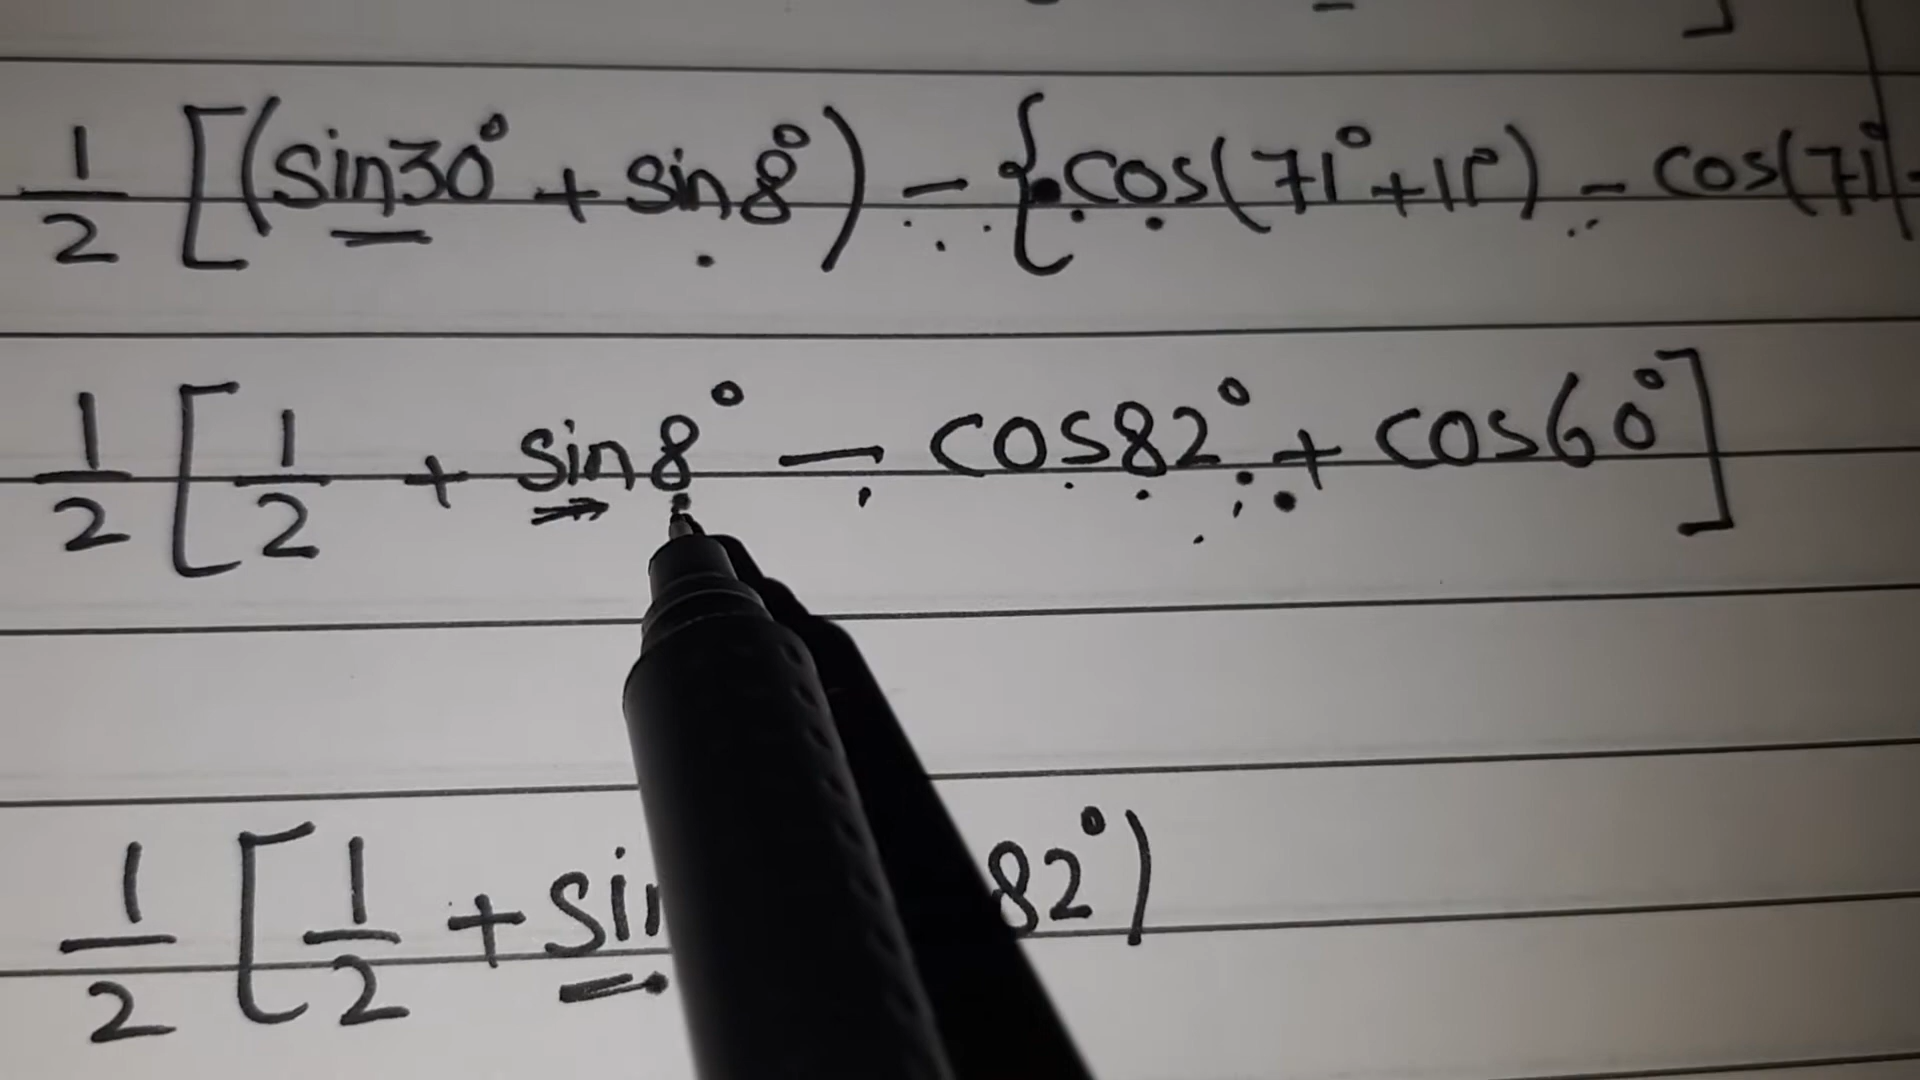 1/2 [(sin30° + sin8°) - {cos(71°+11°) - cos(71°
1/2 [1/2 + sin8° - cos82° + cos60°]
1/2 [1/2 + sin 82°)